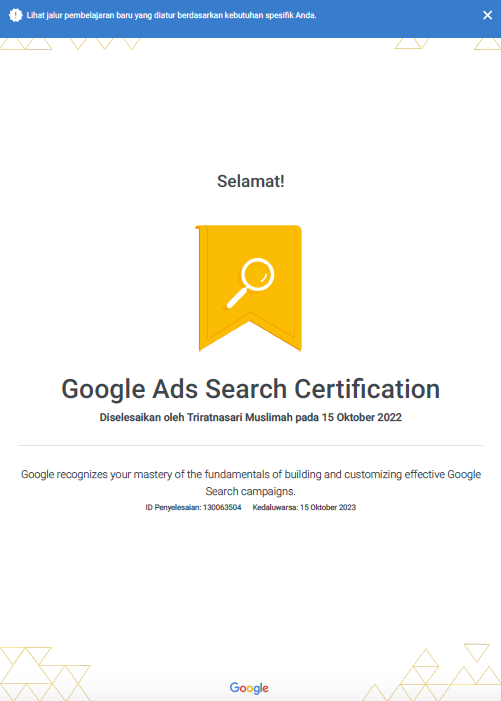 Lihat jalur pembelajaran baru yang diatur berdasarkan kebutuhan spesifik Anda.
Selamat!
Google Ads Search Certification
Diselesaikan oleh Triratnasari Muslimah pada 15 Oktober 2022
Google recognizes your mastery of the fundamentals of building and customizing effective Google
Search campaigns.
ID Penyelesaian: 130063504 Kedaluwarsa: 15 Oktober 2023
Google